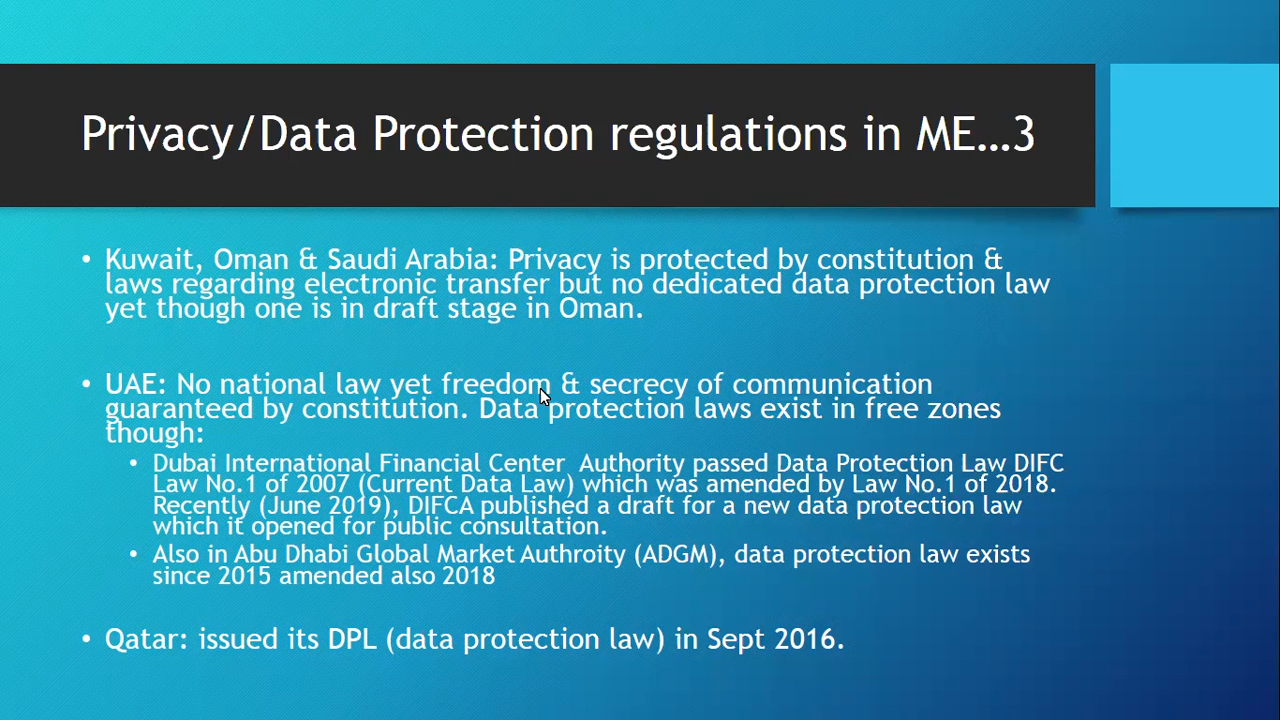 Privacy/Data Protection regulations in ME…3
• Kuwait, Oman & Saudi Arabia: Privacy is protected by constitution &
laws regarding electronic transfer but no dedicated data protection law
yet though one is in draft stage in Oman.
• UAE: No national law yet freedom & secrecy of communication
guaranteed by constitution. Data protection laws exist in free zones
though:
• Dubai International Financial Center Authority passed Data Protection Law DIFC
Law No.1 of 2007 (Current Data Law) which was amended by Law No.1 of 2018.
Recently (June 2019), DIFCA published a draft for a new data protection law
which it opened for public consultation.
• Also in Abu Dhabi Global Market Authroity (ADGM), data protection law exists
since 2015 amended also 2018
• Qatar: issued its DPL (data protection law) in Sept 2016.